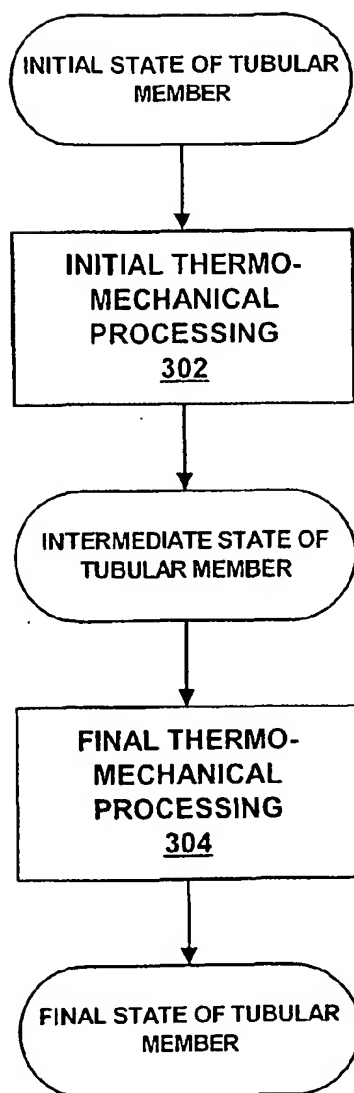 INITIAL STATE OF TUBULAR
MEMBER
INITIAL THERMO-
MECHANICAL
PROCESSING
302
INTERMEDIATE STATE OF
TUBULAR MEMBER
FINAL THERMO-
MECHANICAL
PROCESSING
304
FINAL STATE OF TUBULAR
MEMBER